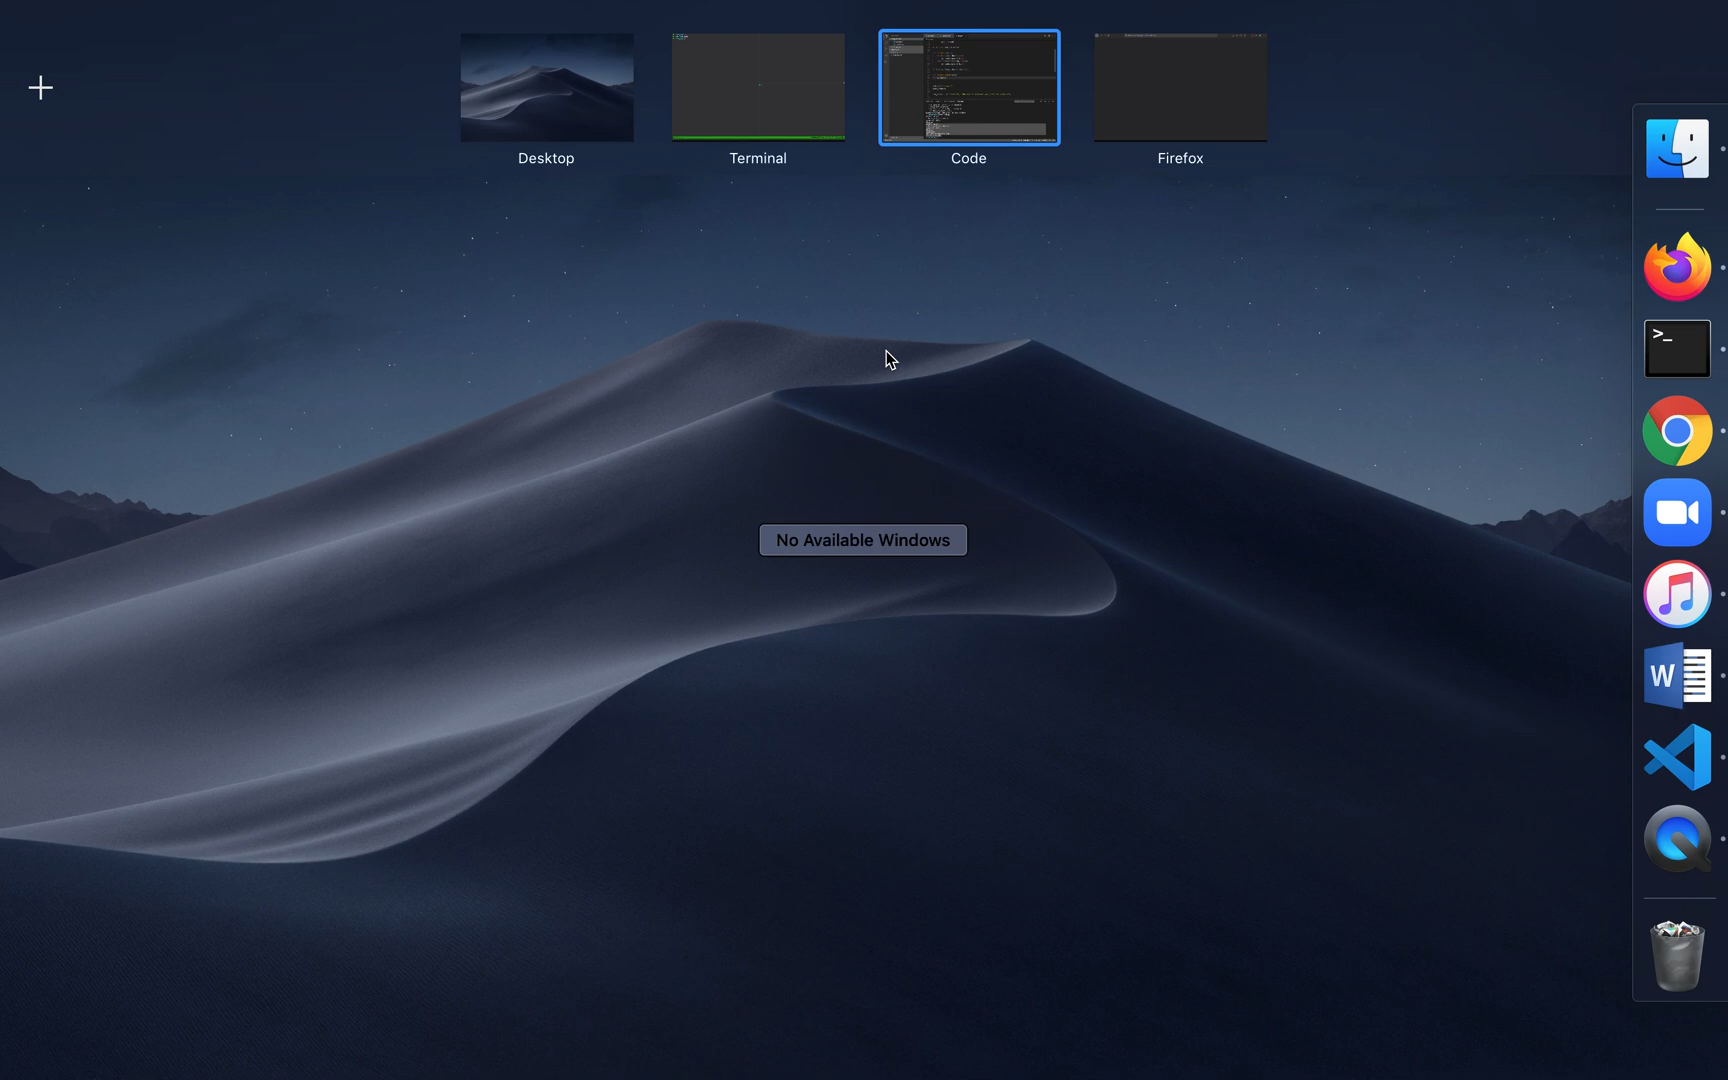 Desktop
Terminal
Code
Firefox
>_
No Available Windows
W